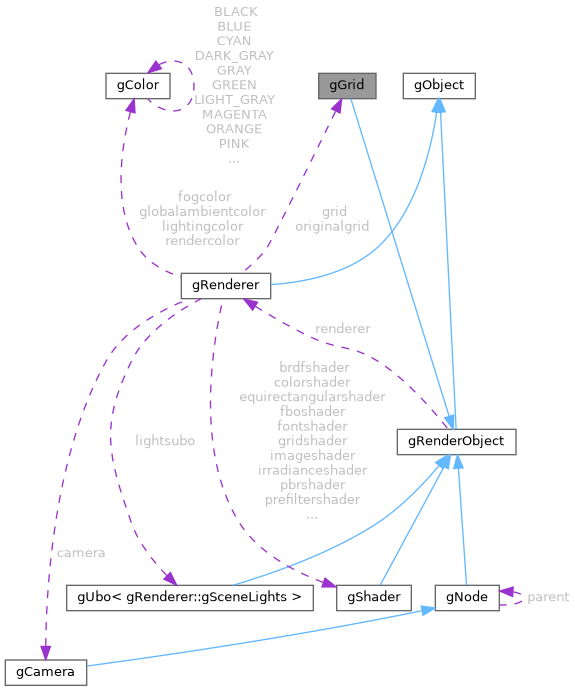 BLACK
BLUE
CYAN
DARK_GRAY
GRAY
GREEN
LIGHT_GRAY
MAGENTA
ORANGE
PINK
...
gColor
gGrid
gObject
fogcolor
globalambientcolor
lightingcolor
rendercolor
grid
originalgrid
gRenderer
renderer
brdfshader
colorshader
equirectangularshader
fboshader
fontshader
gridshader
imageshader
irradianceshader
pbrshader
prefiltershader
...
gRenderObject
lightsubo
camera
gUbo< gRenderer::gSceneLights >
gShader
gNode
parent
gCamera